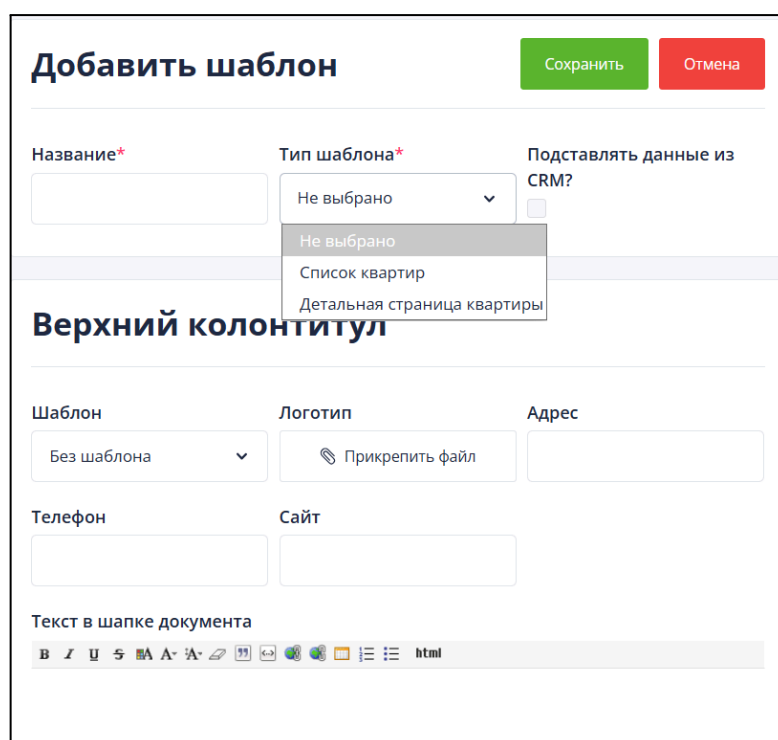 Добавить шаблон
Сохранить
Отмена
Название*
Тип шаблона*
Подставлять данные из
CRM?
Не выбрано
Не выбрано
Список квартир
Детальная страница квартиры
Верхний колонтитул
Шаблон
Логотип
Адрес
Без шаблона
Прикрепить файл
Телефон
Сайт
Текст в шапке документа
B I U S A A A html